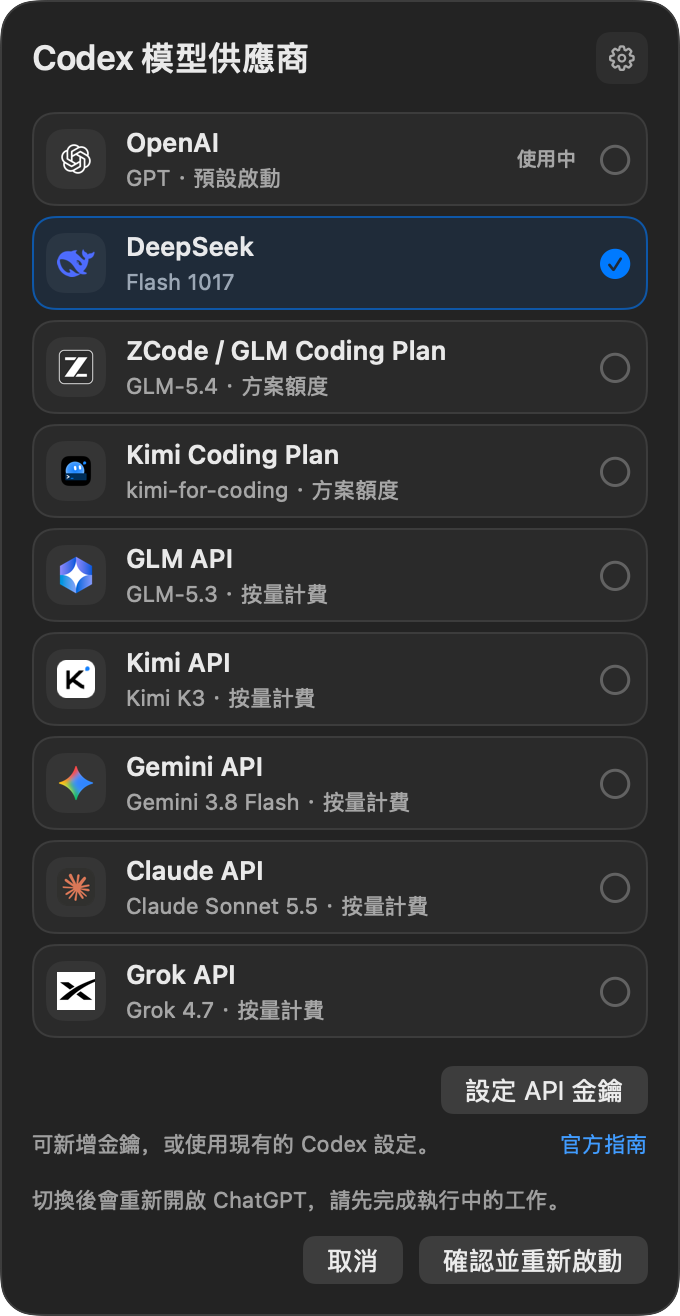 Codex 模型供應商
OpenAI
GPT · 預設啟動
使用中
DeepSeek
Flash 1017
ZCode / GLM Coding Plan
GLM-5.4 · 方案額度
Kimi Coding Plan
kimi-for-coding · 方案額度
GLM API
GLM-5.3 · 按量計費
Kimi API
Kimi K3 · 按量計費
Gemini API
Gemini 3.8 Flash · 按量計費
Claude API
Claude Sonnet 5.5 · 按量計費
Grok API
Grok 4.7 · 按量計費
設定 API 金鑰
可新增金鑰，或使用現有的 Codex 設定。
官方指南
切換後會重新開啟 ChatGPT，請先完成執行中的工作。
取消
確認並重新啟動